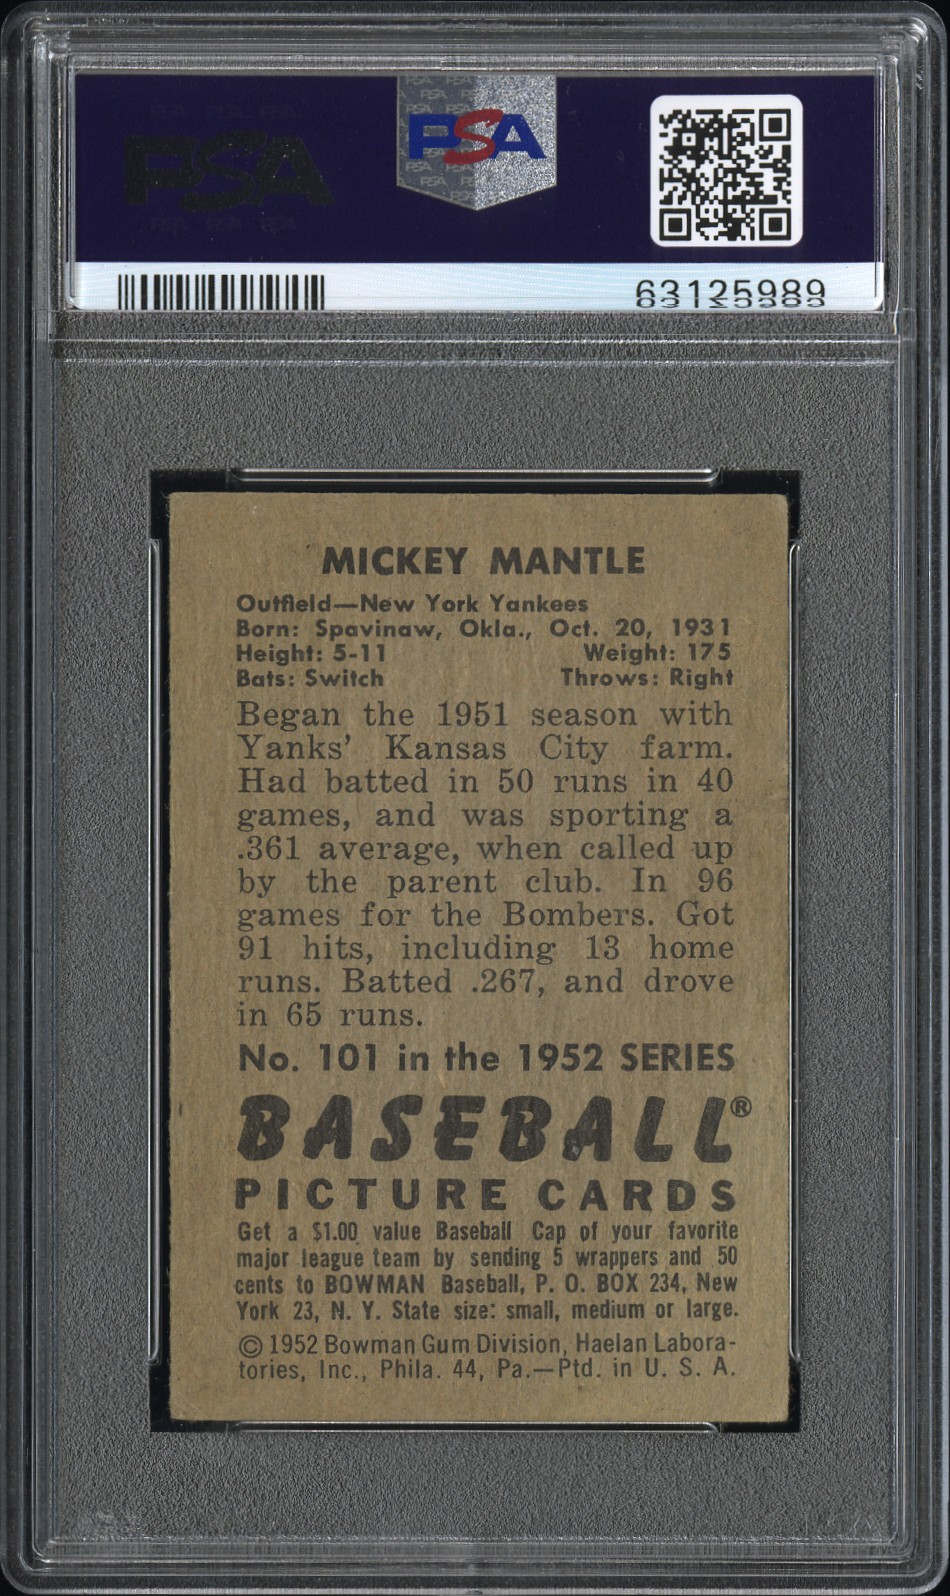 PSA
PSA
63125989
MICKEY MANTLE
Outfield—New York Yankees
Born: Spavinaw, Okla., Oct. 20, 1931
Height: 5-11 Weight: 175
Bats: Switch Throws: Right
Began the 1951 season with
Yanks' Kansas City farm.
Had batted in 50 runs in 40
games, and was sporting a
.361 average, when called up
by the parent club. In 96
games for the Bombers. Got
91 hits, including 13 home
runs. Batted .267, and drove
in 65 runs.
No. 101 in the 1952 SERIES
BASEBALL®
PICTURE CARDS
Get a $1.00 value Baseball Cap of your favorite
major league team by sending 5 wrappers and 50
cents to BOWMAN Baseball, P. O. BOX 234, New
York 23, N. Y. State size: small, medium or large.
© 1952 Bowman Gum Division, Haelan Labora-
tories, Inc., Phila. 44, Pa.—Ptd. in U. S. A.